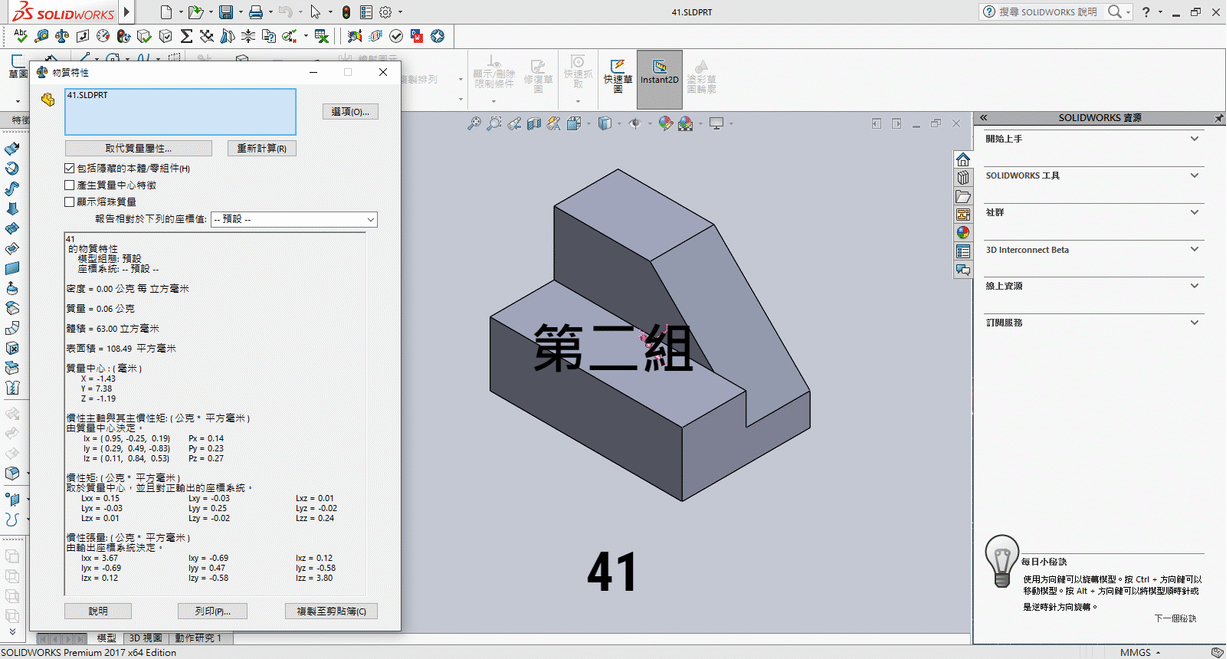 SOLIDWORKS
41.SLDPRT
搜尋 SOLIDWORKS 說明
草圖
複製排列
顯示/刪除限制條件
修復草圖
快速抓取
快速草圖
Instant2D
塗彩草圖輪廓
特徵
物質特性
41.SLDPRT
選項(O)...
取代質量屬性...
重新計算(R)
包括隱藏的本體/零組件(H)
產生質量中心特徵
顯示熔珠質量
報告相對於下列的座標值: -- 預設 --
41
的物質特性
模型組態: 預設
座標系統: -- 預設 --
密度 = 0.00 公克 每 立方毫米
質量 = 0.06 公克
體積 = 63.00 立方毫米
表面積 = 108.49 平方毫米
質量中心 : ( 毫米 )
X = -1.43
Y = 7.38
Z = -1.19
慣性主軸與其主慣性矩: ( 公克 * 平方毫米 )
由質量中心決定。
Ix = ( 0.95, -0.25, 0.19) Px = 0.14
Iy = ( 0.29, 0.49, -0.83) Py = 0.23
Iz = ( 0.11, 0.84, 0.53) Pz = 0.27
慣性矩: ( 公克 * 平方毫米 )
取於質量中心，並且對正輸出的座標系統。
Lxx = 0.15 Lxy = -0.03 Lxz = 0.01
Lyx = -0.03 Lyy = 0.25 Lyz = -0.02
Lzx = 0.01 Lzy = -0.02 Lzz = 0.24
慣性張量: ( 公克 * 平方毫米 )
由輸出座標系統決定。
Ixx = 3.67 Ixy = -0.69 Ixz = 0.12
Iyx = -0.69 Iyy = 0.47 Iyz = -0.58
Izx = 0.12 Izy = -0.58 Izz = 3.80
說明
列印(P)...
複製至剪貼簿(C)
第二組
41
SOLIDWORKS 資源
開始上手
SOLIDWORKS 工具
社群
3D Interconnect Beta
線上資源
訂閱服務
每日小秘訣
使用方向鍵可以旋轉模型。按 Ctrl + 方向鍵可以
移動模型。按 Alt + 方向鍵可以將模型順時針或
是逆時針方向旋轉。
下一個秘訣
模型 3D 視圖 動作研究 1
SOLIDWORKS Premium 2017 x64 Edition
MMGS